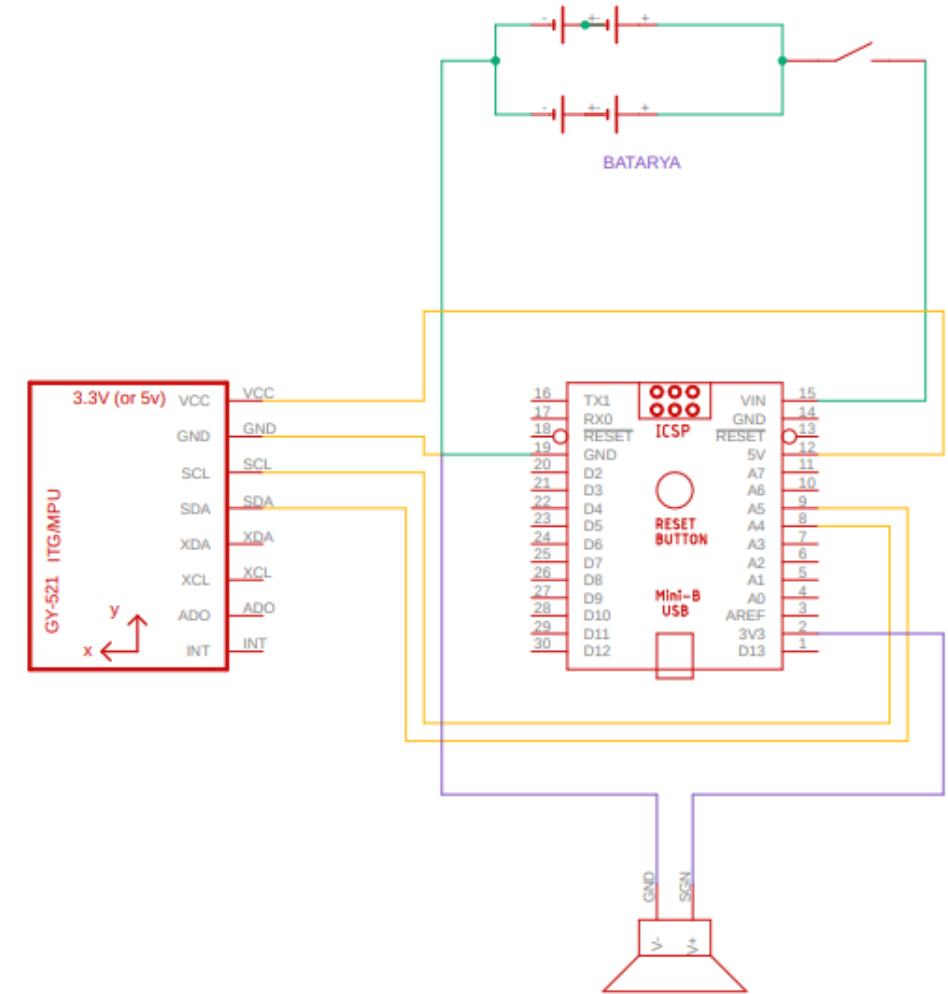 - +- +
- +- +
BATARYA
3.3V (or 5v) VCC VCC
GND GND
SCL SCL
SDA SDA
XDA XDA
XCL XCL
ADO ADO
INT INT
GY-521 ITG/MPU
y
x
16 TX1 VIN 15
17 RX0 GND 14
18 RESET RESET 13
19 GND 5V 12
20 D2 A7 11
21 D3 A6 10
22 D4 A5 9
23 D5 A4 8
24 D6 A3 7
25 D7 A2 6
26 D8 A1 5
27 D9 A0 4
28 D10 AREF 3
29 D11 3V3 2
30 D12 D13 1
ICSP
RESET
BUTTON
Mini-B
USB
GND SGN
V- V+